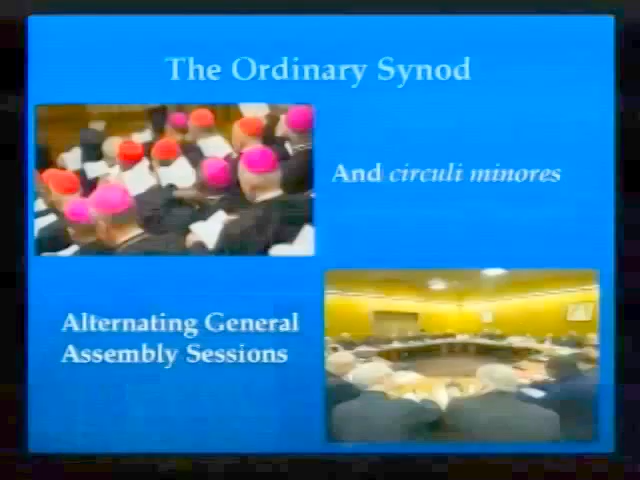 The Ordinary Synod
And circuli minores
Alternating General
Assembly Sessions